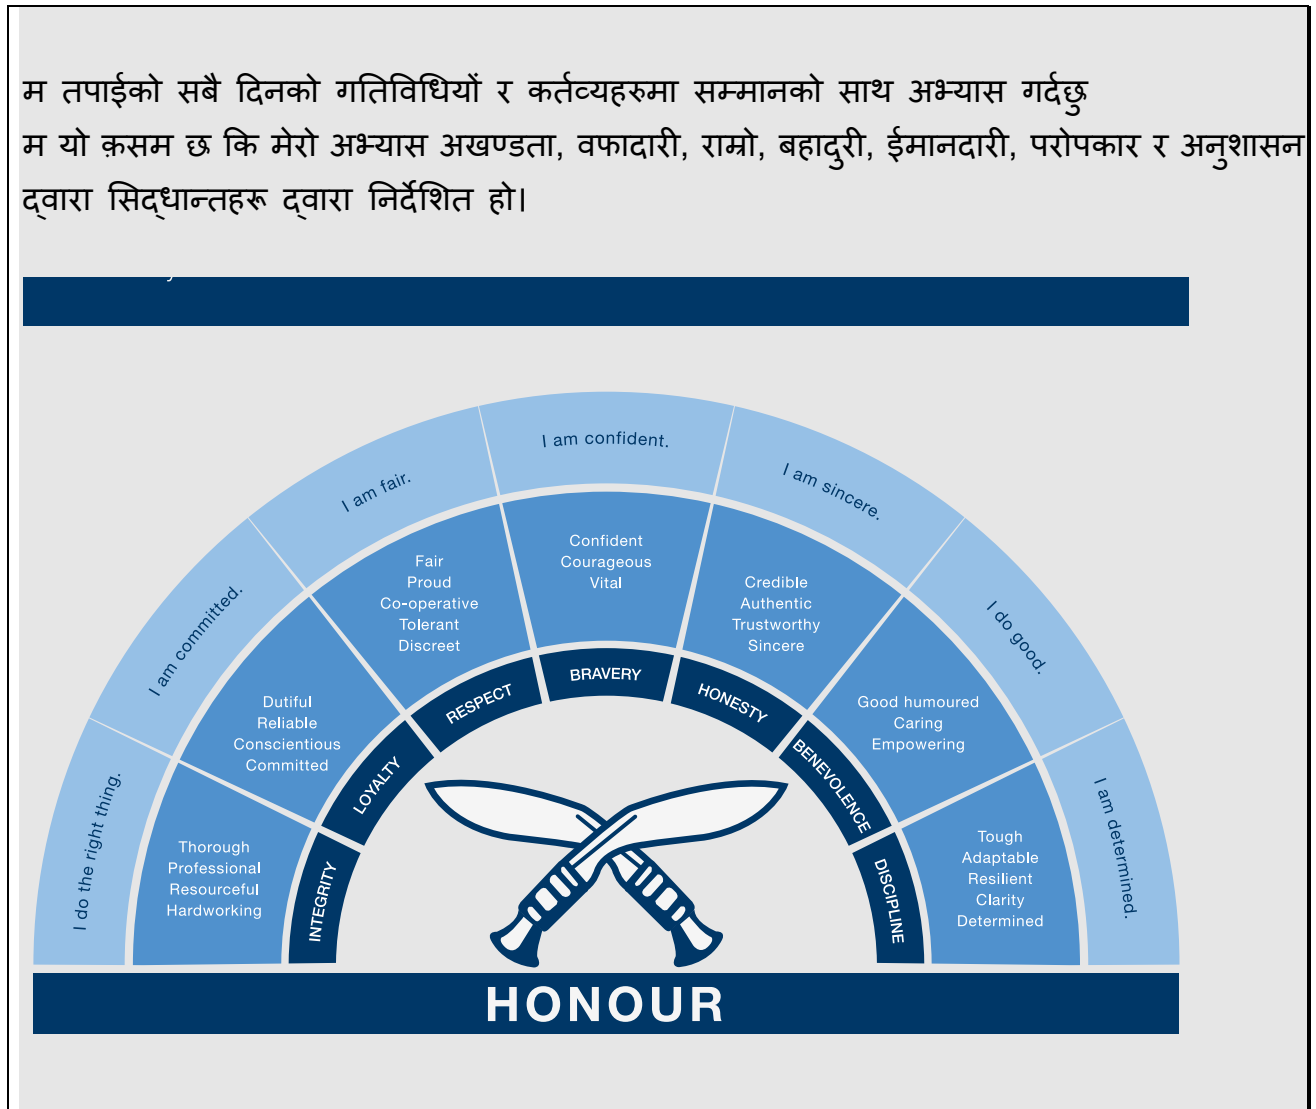 म तपाईको सबै दिनको गतिविधियों र कर्तव्यहरुमा सम्मानको साथ अभ्यास गर्दछु
म यो क़सम छ कि मेरो अभ्यास अखण्डता, वफादारी, राम्रो, बहादुरी, ईमानदारी, परोपकार र अनुशासन
द्वारा सिद्धान्तहरू द्वारा निर्देशित हो।
I do the right thing.
I am committed.
I am fair.
I am confident.
I am sincere.
I do good.
I am determined.
Thorough
Professional
Resourceful
Hardworking
Dutiful
Reliable
Conscientious
Committed
Fair
Proud
Co-operative
Tolerant
Discreet
Confident
Courageous
Vital
Credible
Authentic
Trustworthy
Sincere
Good humoured
Caring
Empowering
Tough
Adaptable
Resilient
Clarity
Determined
INTEGRITY
LOYALTY
RESPECT
BRAVERY
HONESTY
BENEVOLENCE
DISCIPLINE
HONOUR